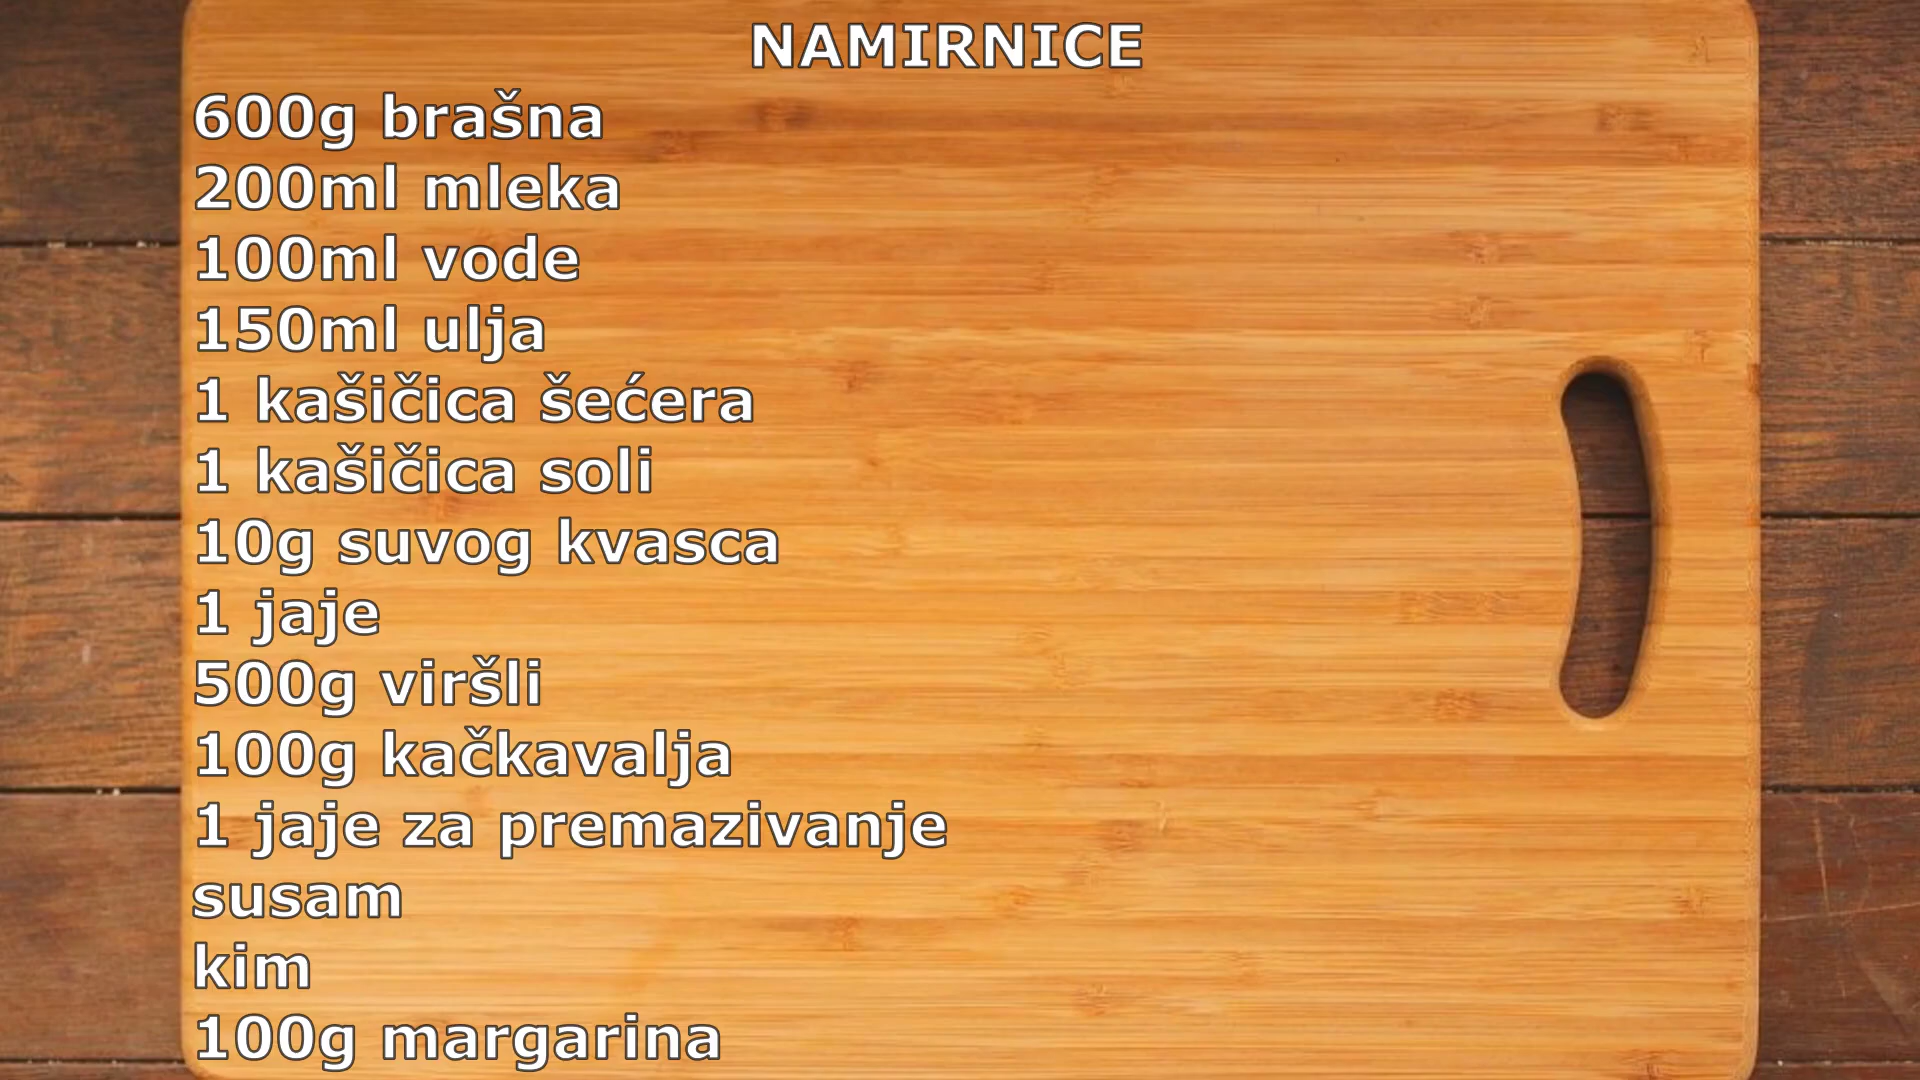 NAMIRNICE
600g brašna
200ml mleka
100ml vode
150ml ulja
1 kašičica šećera
1 kašičica soli
10g suvog kvasca
1 jaje
500g viršli
100g kačkavalja
1 jaje za premazivanje
susam
kim
100g margarina